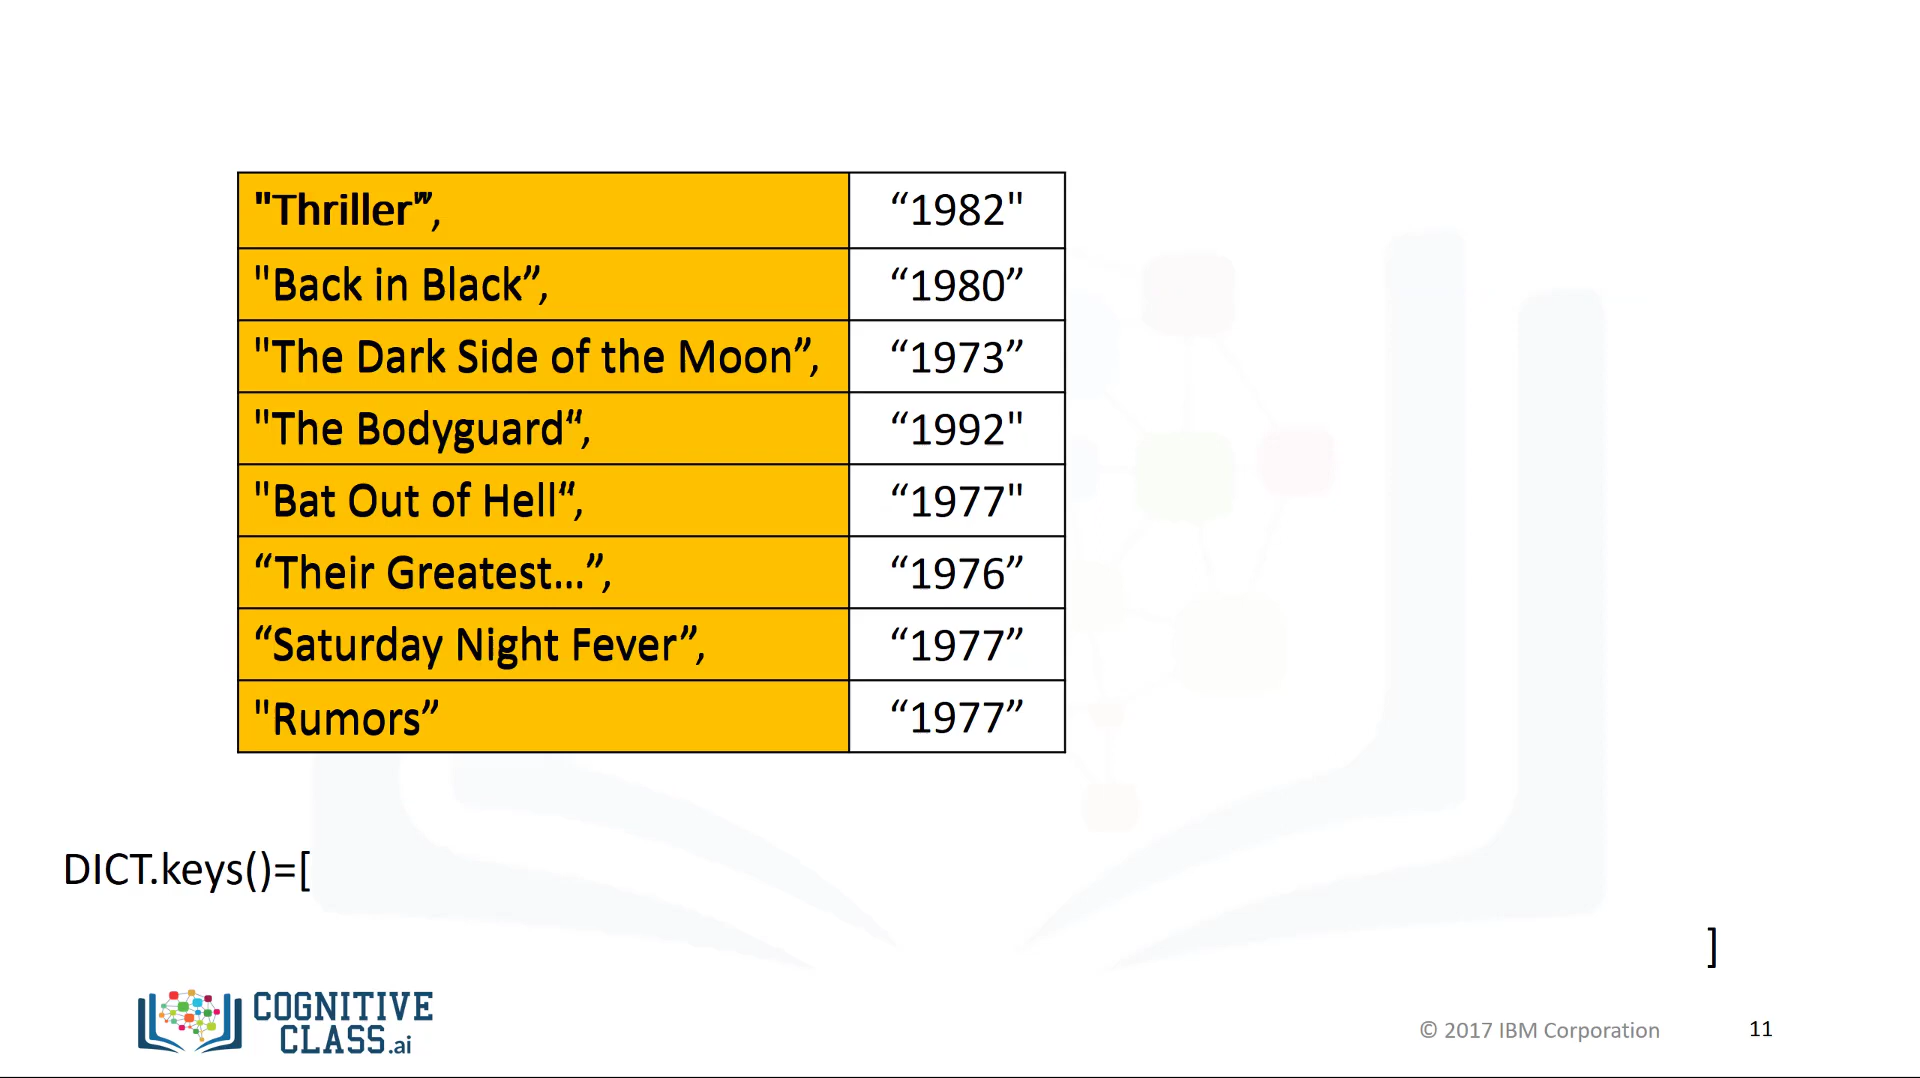 "Thriller”, “1982"
"Back in Black”, “1980”
"The Dark Side of the Moon”, “1973”
"The Bodyguard“, “1992"
"Bat Out of Hell“, “1977"
“Their Greatest...”, “1976”
“Saturday Night Fever”, “1977”
"Rumors” “1977”
DICT.keys()=[
]
COGNITIVE
CLASS.ai
© 2017 IBM Corporation 11